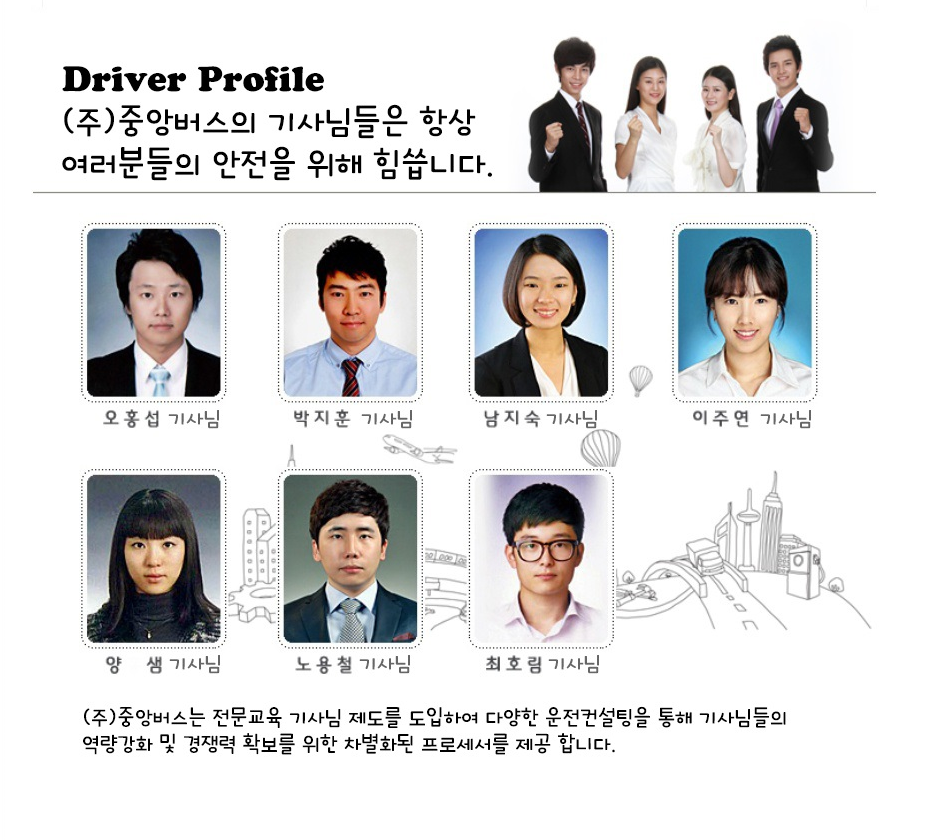 Driver Profile
(주)중앙버스의 기사님들은 항상
여러분들의 안전을 위해 힘씁니다.
오홍섭 기사님
박지훈 기사님
남지숙 기사님
이주연 기사님
양 샘 기사님
노용철 기사님
최호림 기사님
(주)중앙버스는 전문교육 기사님 제도를 도입하여 다양한 운전컨설팅을 통해 기사님들의
역량강화 및 경쟁력 확보를 위한 차별화된 프로세서를 제공 합니다.